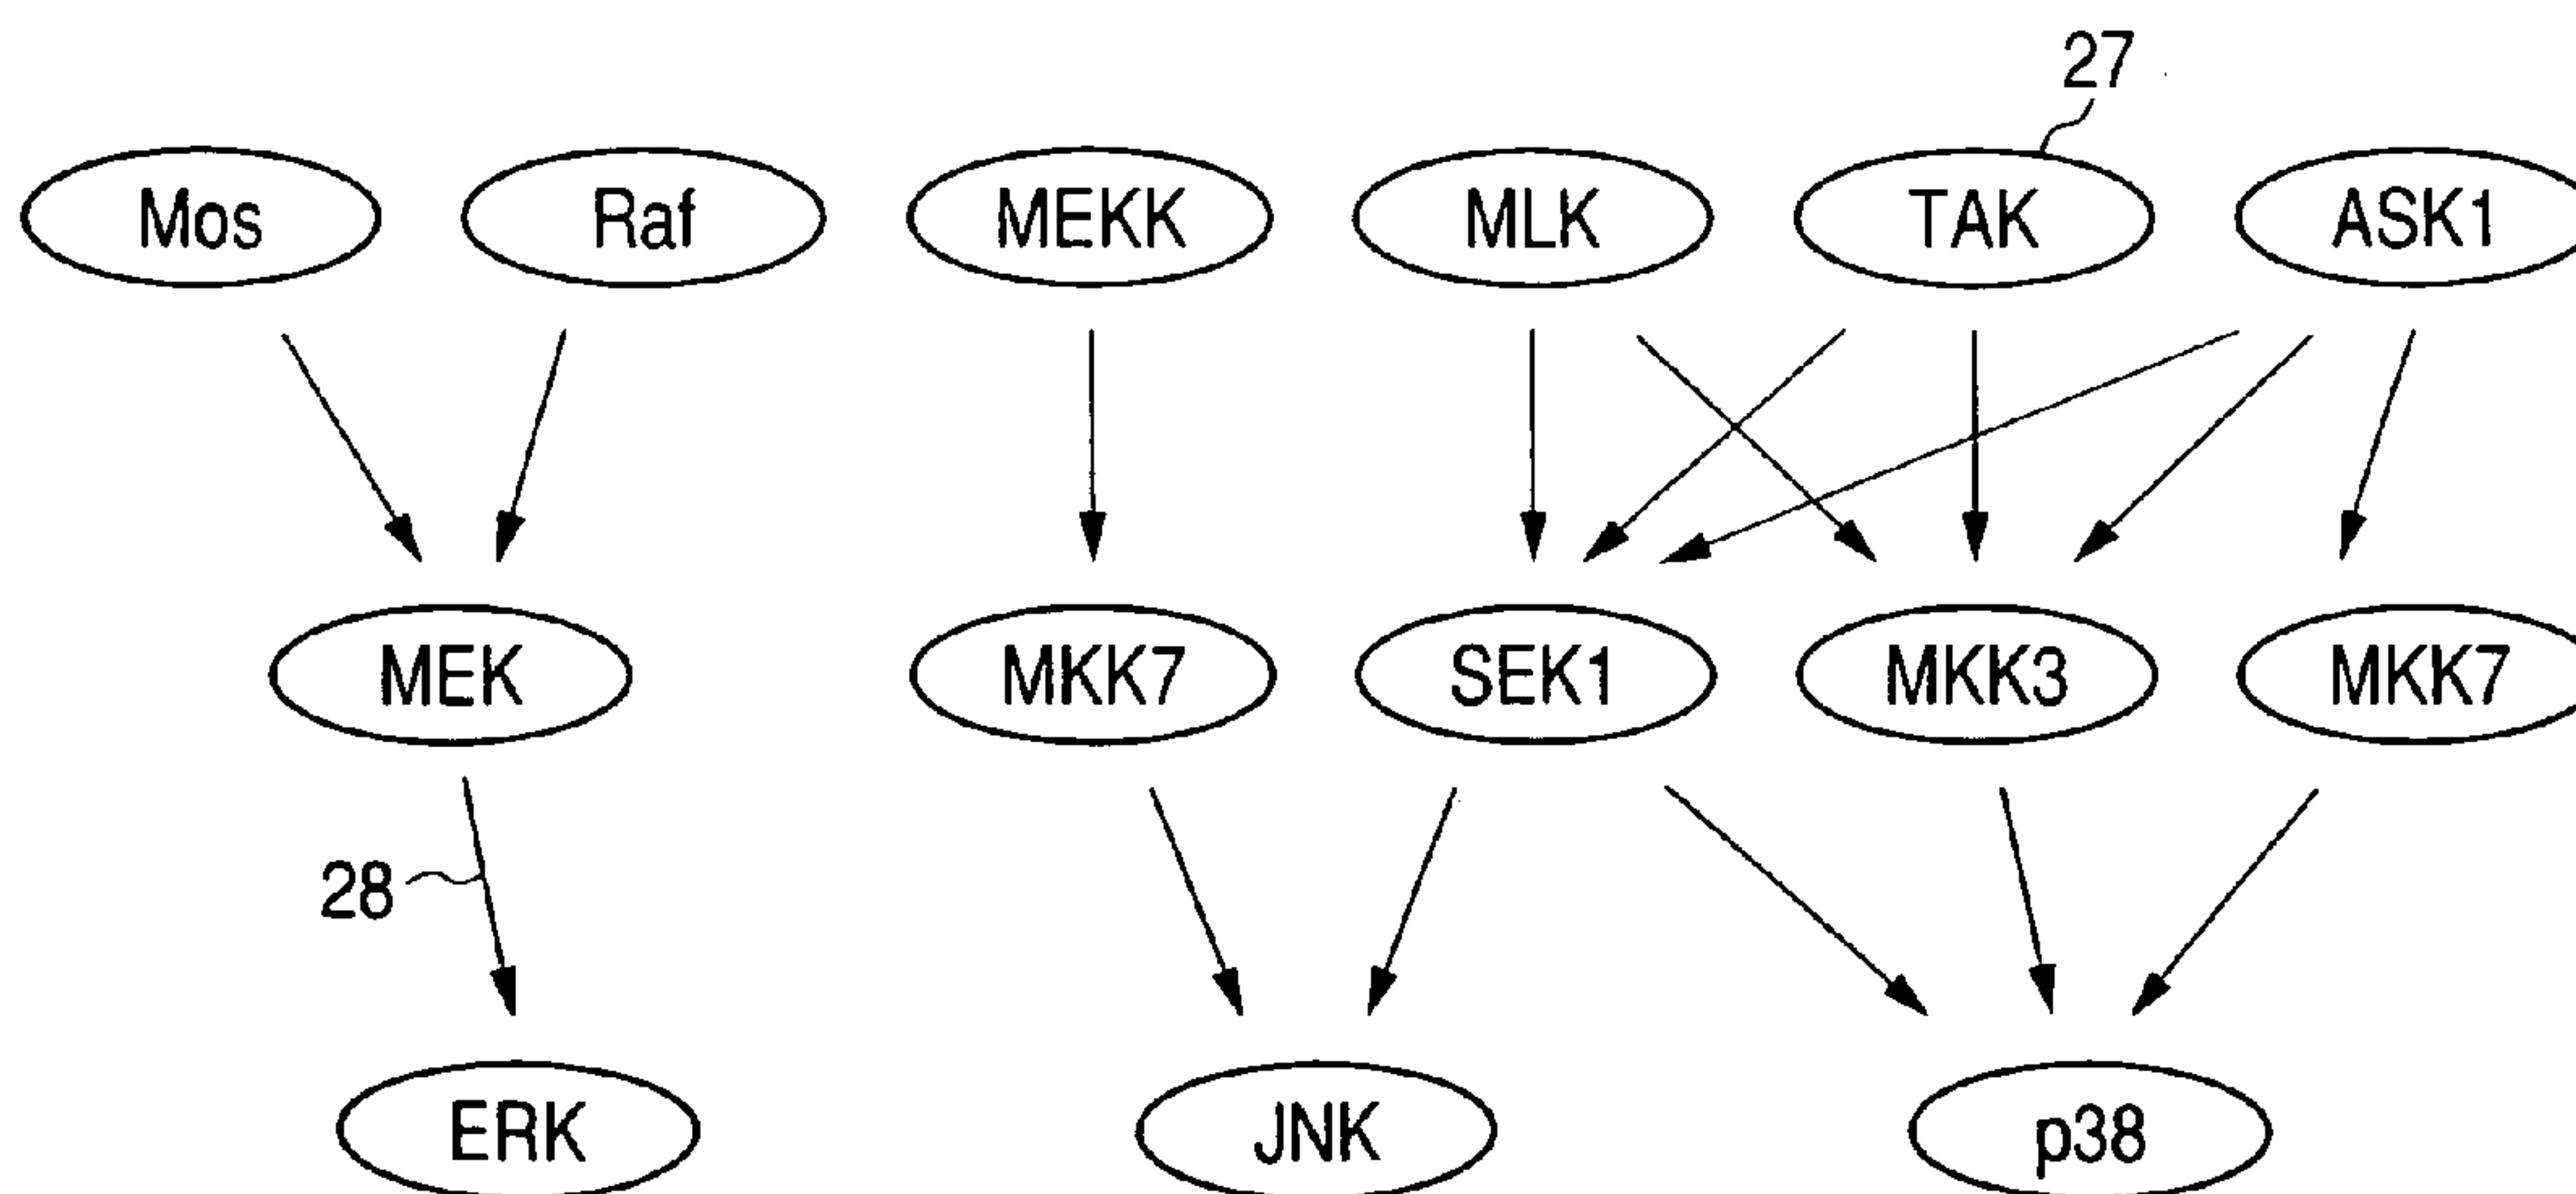 27
Mos Raf MEKK MLK TAK ASK1
MEK MKK7 SEK1 MKK3 MKK7
28
ERK JNK p38